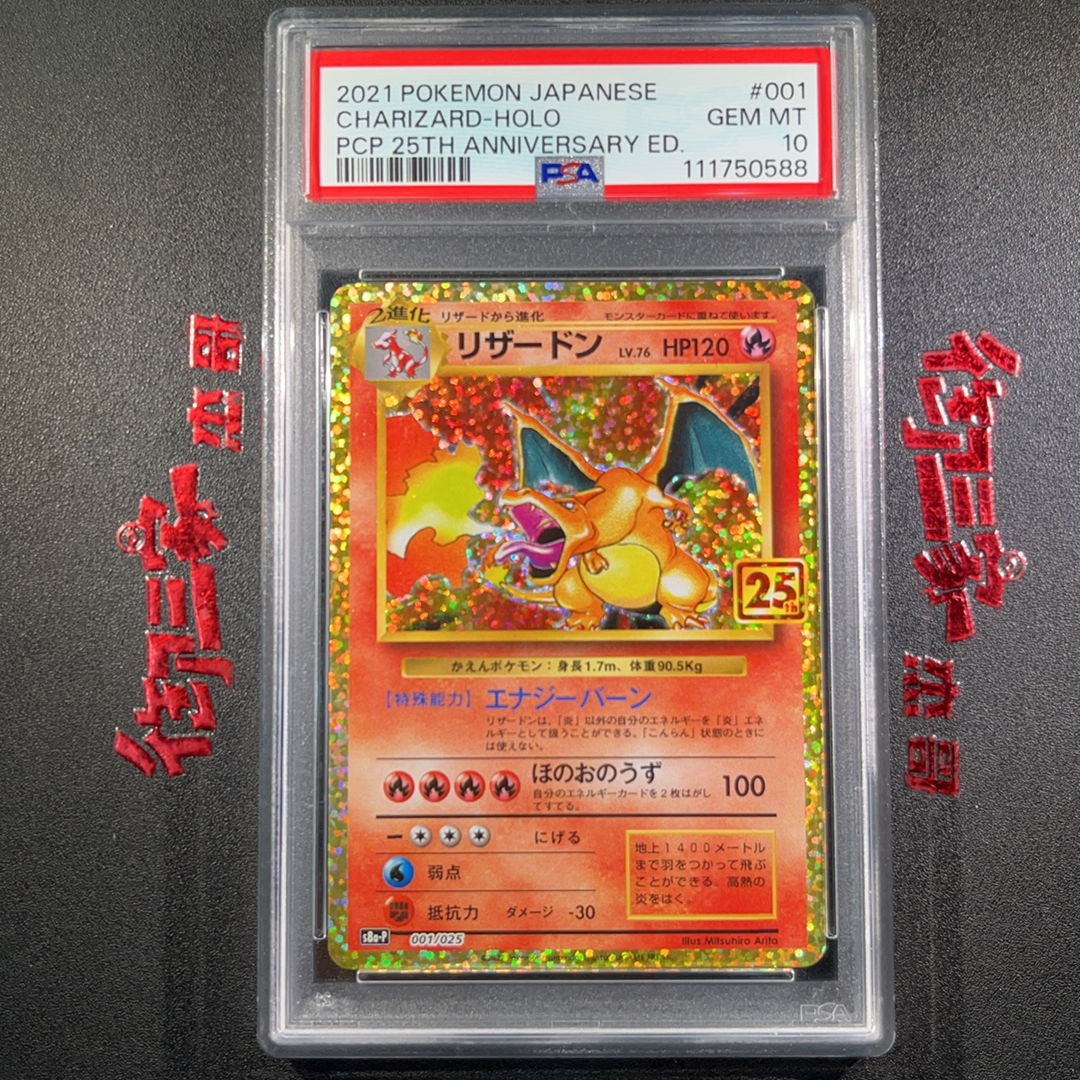 2021 POKEMON JAPANESE #001
CHARIZARD-HOLO GEM MT
PCP 25TH ANNIVERSARY ED. 10
PSA 111750588
2進化 リザードから進化 モンスターカードに重ねて使います。
リザードン LV.76 HP120
25th
かえんポケモン：身長1.7m、体重90.5Kg
【特殊能力】エナジーバーン
リザードンは、「炎」以外の自分のエネルギーを「炎」エネ
ルギーとして扱うことができる。「こんらん」状態のときに
は使えない。
ほのおのうず 100
自分のエネルギーカードを2枚はがし
てすてる。
ー にげる
弱点
抵抗力 ダメージ -30
地上1400メートル
まで羽をつかって飛ぶ
ことができる。高熱の
炎をはく。
s8a-P 001/025 Illus Mitsuhiro Arita
PSA